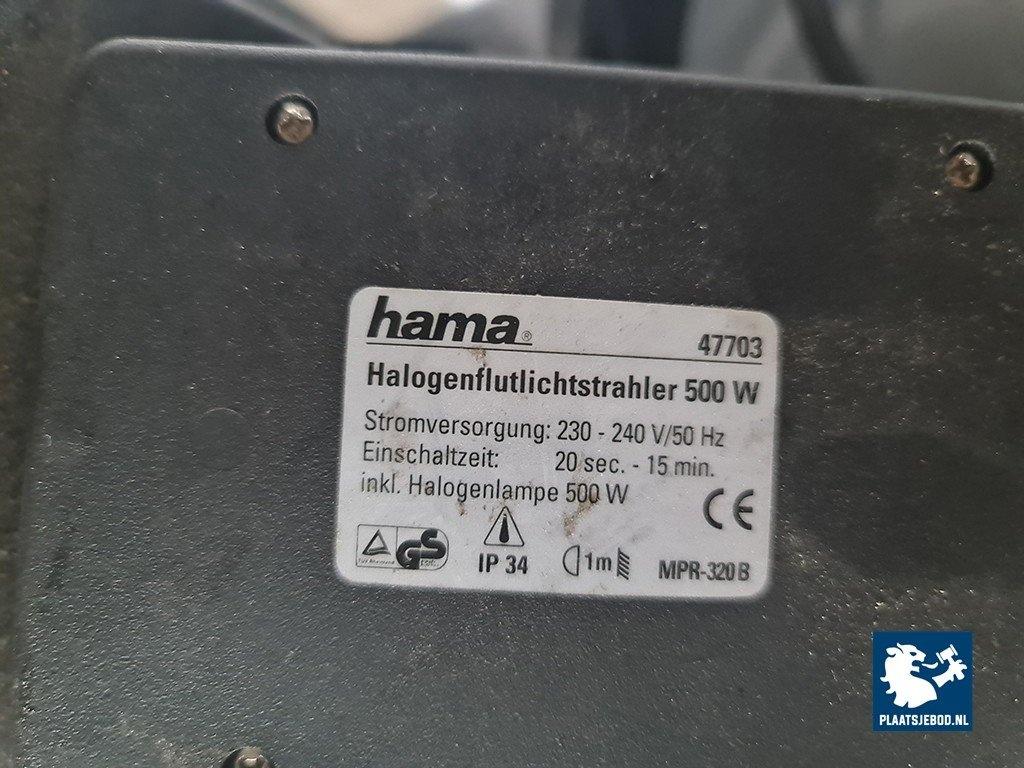 hama®
47703
Halogenflutlichtstrahler 500 W
Stromversorgung: 230 - 240 V/50 Hz
Einschaltzeit: 20 sec. - 15 min.
inkl. Halogenlampe 500 W
CE
GS
IP 34
1m
MPR-320 B
PLAATSJEBOD.NL